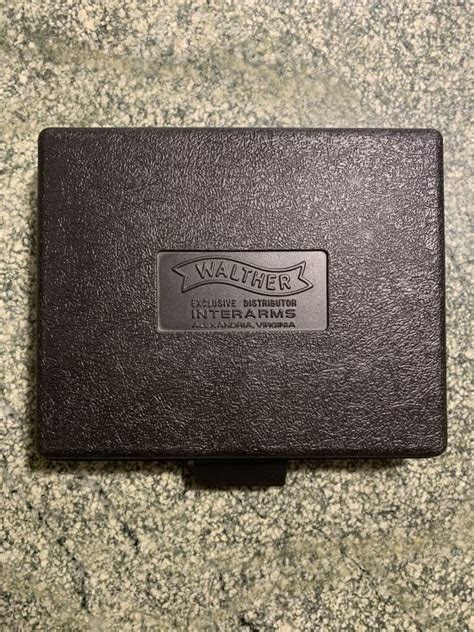 WALTHER
EXCLUSIVE DISTRIBUTOR
INTERARMS
ALEXANDRIA, VIRGINIA